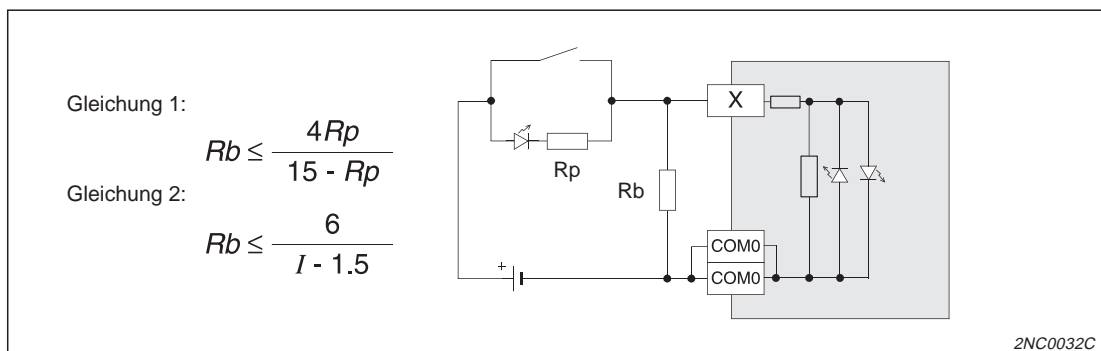 Gleichung 1:
Rb ≤ 4Rp / 15 - Rp
Gleichung 2:
Rb ≤ 6 / I - 1.5
X
Rp
Rb
COM0
COM0
+
2NC0032C